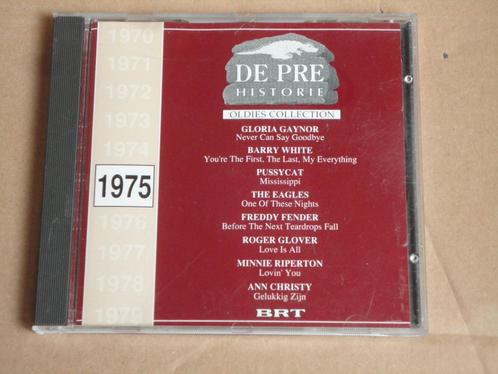 1970
1971
1972
1973
1974
1975
1976
1977
1978
1979
DE PRE
HISTORIE
OLDIES COLLECTION
GLORIA GAYNOR
Never Can Say Goodbye
BARRY WHITE
You're The First, The Last, My Everything
PUSSYCAT
Mississippi
THE EAGLES
One Of These Nights
FREDDY FENDER
Before The Next Teardrops Fall
ROGER GLOVER
Love Is All
MINNIE RIPERTON
Lovin' You
ANN CHRISTY
Gelukkig Zijn
BRT